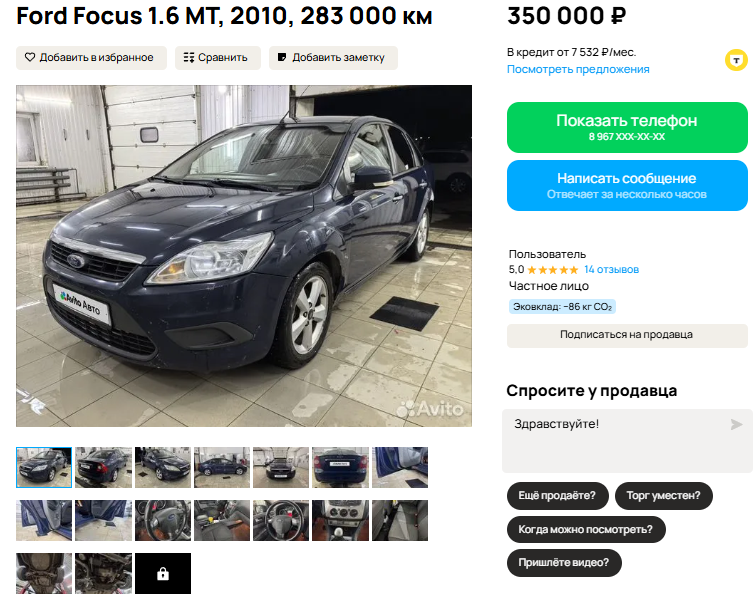 Ford Focus 1.6 MT, 2010, 283 000 км
350 000 ₽
Добавить в избранное
Сравнить
Добавить заметку
В кредит от 7 532 ₽/мес.
Посмотреть предложения
Т
Показать телефон
8 967 XXX-XX-XX
Написать сообщение
Отвечает за несколько часов
Ford
Avito Авто
Avito
Пользователь
5,0 ★★★★★ 14 отзывов
Частное лицо
Эковклад: −86 кг CO₂
Подписаться на продавца
Спросите у продавца
Здравствуйте!
Ещё продаёте?
Торг уместен?
Когда можно посмотреть?
Пришлёте видео?